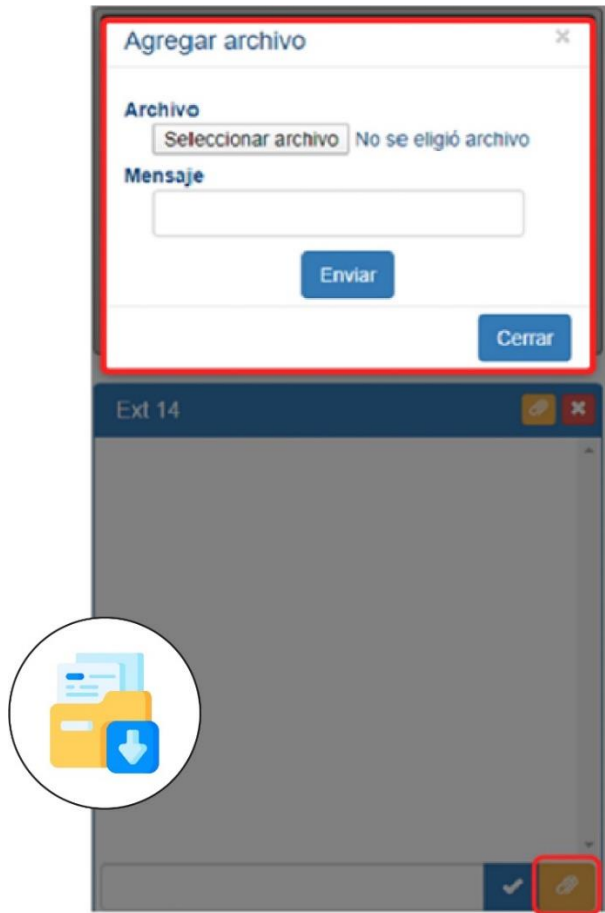 Agregar archivo
Archivo
Seleccionar archivo No se eligió archivo
Mensaje
Enviar
Cerrar
Ext 14